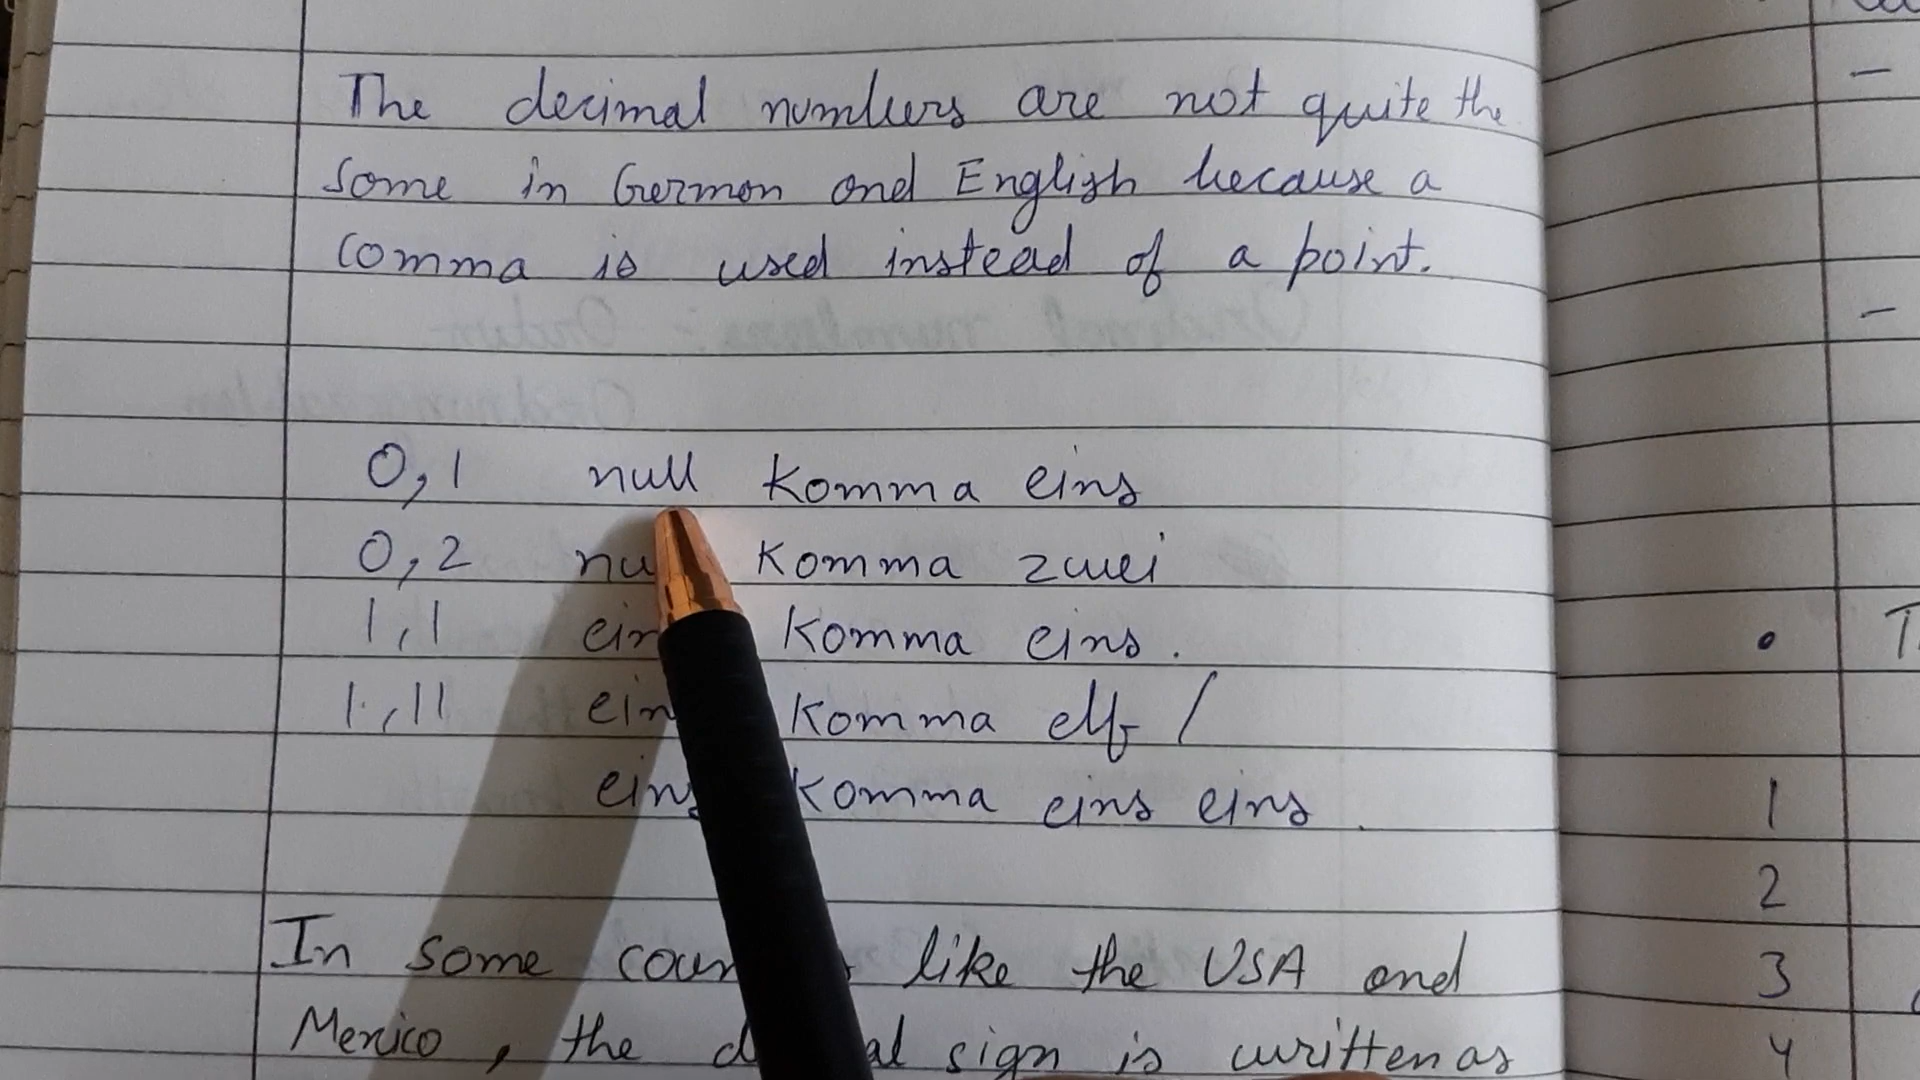 The decimal numbers are not quite the
same in German and English because a
comma is used instead of a point.
0,1 null Komma eins
0,2 Komma zwei
1,1 Komma eins.
1,11 Komma elf /
Komma eins eins.
In some like the USA and
Mexico, the sign is written as
1
2
3
4